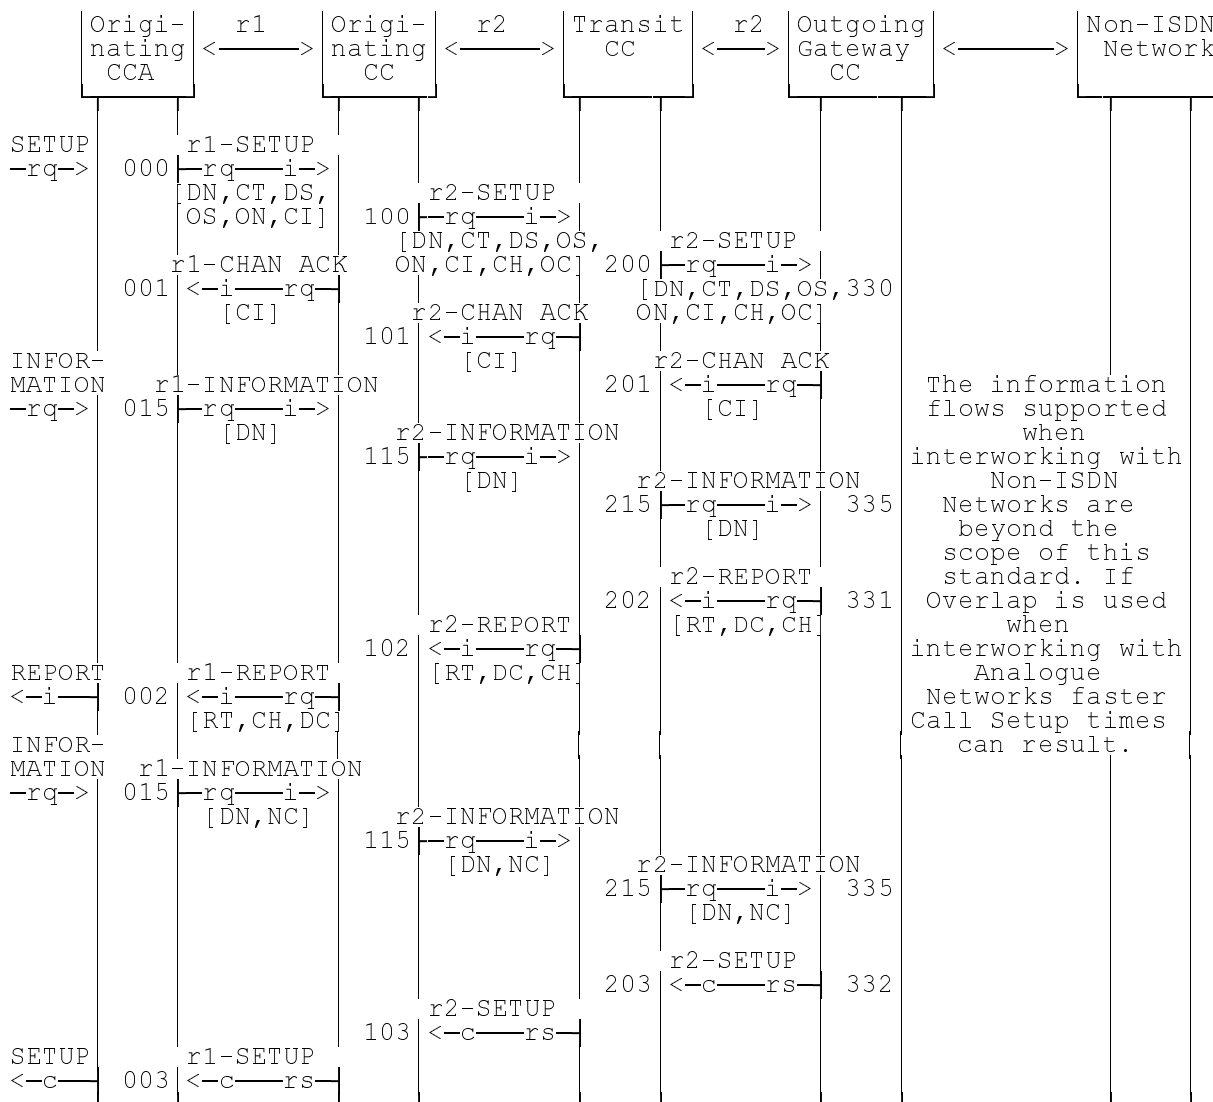 Origi- r1 Origi- r2 Transit r2 Outgoing Non-ISDN
nating <───> nating <───> CC <───> Gateway <───> Network
CCA CC CC
SETUP r1-SETUP
─rq─> 000 ─rq──i─> r2-SETUP
[DN,CT,DS,
OS,ON,CI] 100 ─rq──i─>
[DN,CT,DS,OS, r2-SETUP
r1-CHAN ACK ON,CI,CH,OC] 200 ─rq──i─>
001 <─i──rq─ [DN,CT,DS,OS, 330
[CI] r2-CHAN ACK ON,CI,CH,OC]
101 <─i──rq─
INFOR- [CI] r2-CHAN ACK
MATION r1-INFORMATION 201 <─i──rq─ The information
─rq─> 015 ─rq──i─> [CI] flows supported
[DN] r2-INFORMATION when
115 ─rq──i─> interworking with
[DN] r2-INFORMATION Non-ISDN
215 ─rq──i─> 335 Networks are
[DN] beyond the
scope of this
r2-REPORT standard. If
202 <─i──rq─ 331 Overlap is used
r2-REPORT [RT,DC,CH] when
102 <─i──rq─ interworking with
REPORT r1-REPORT [RT,DC,CH] Analogue
<─i── 002 <─i──rq─ Networks faster
[RT,CH,DC] Call Setup times
INFOR- can result.
MATION r1-INFORMATION
─rq─> 015 ─rq──i─>
[DN,NC] r2-INFORMATION
115 ─rq──i─>
[DN,NC] r2-INFORMATION
215 ─rq──i─> 335
[DN,NC]
r2-SETUP
203 <─c──rs─ 332
r2-SETUP
103 <─c──rs─
SETUP r1-SETUP
<─c── 003 <─c──rs─